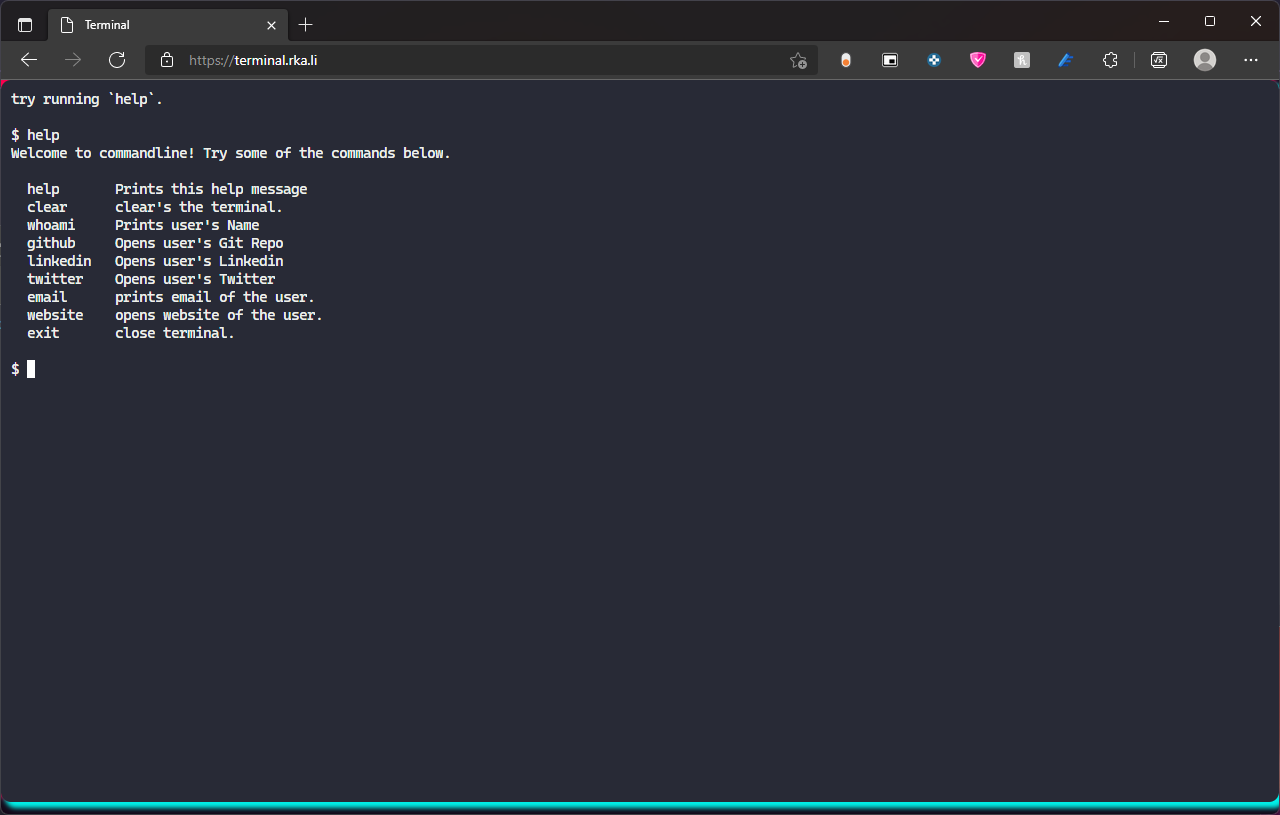 Terminal
https://terminal.rka.li
try running `help`.
$ help
Welcome to commandline! Try some of the commands below.
help Prints this help message
clear clear's the terminal.
whoami Prints user's Name
github Opens user's Git Repo
linkedin Opens user's Linkedin
twitter Opens user's Twitter
email prints email of the user.
website opens website of the user.
exit close terminal.
$